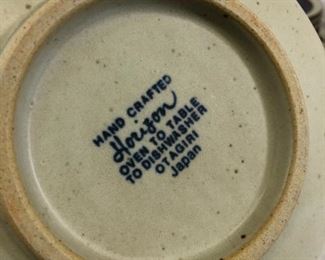 HAND CRAFTED
Horizon
OVEN TO TABLE
TO DISHWASHER
OTAGIRI
Japan